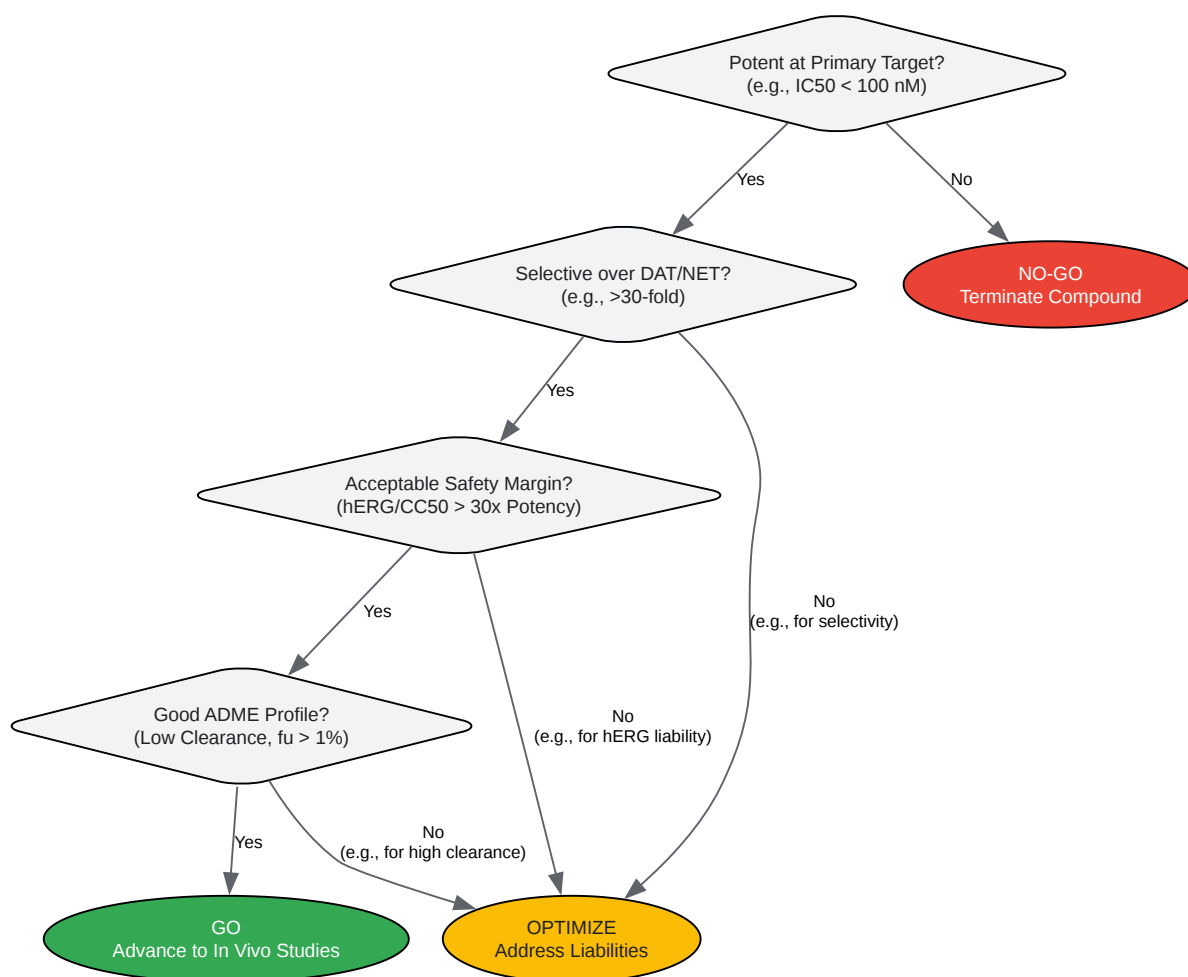 Potent at Primary Target?
(e.g., IC50 < 100 nM)
Yes
No
Selective over DAT/NET?
(e.g., >30-fold)
NO-GO
Terminate Compound
Yes
Acceptable Safety Margin?
(hERG/CC50 > 30x Potency)
No
(e.g., for selectivity)
Yes
Good ADME Profile?
(Low Clearance, fu > 1%)
No
(e.g., for hERG liability)
Yes
No
(e.g., for high clearance)
GO
Advance to In Vivo Studies
OPTIMIZE
Address Liabilities